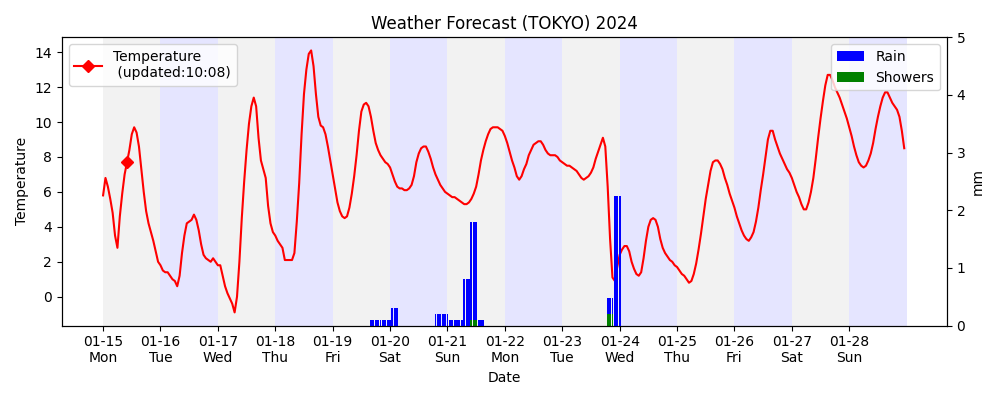 Weather Forecast (TOKYO) 2024
Temperature
(updated:10:08)
Rain
Showers
Temperature
14
12
10
8
6
4
2
0
5
4
3
2
1
0
mm
01-15 01-16 01-17 01-18 01-19 01-20 01-21 01-22 01-23 01-24 01-25 01-26 01-27 01-28
Mon Tue Wed Thu Fri Sat Sun Mon Tue Wed Thu Fri Sat Sun
Date